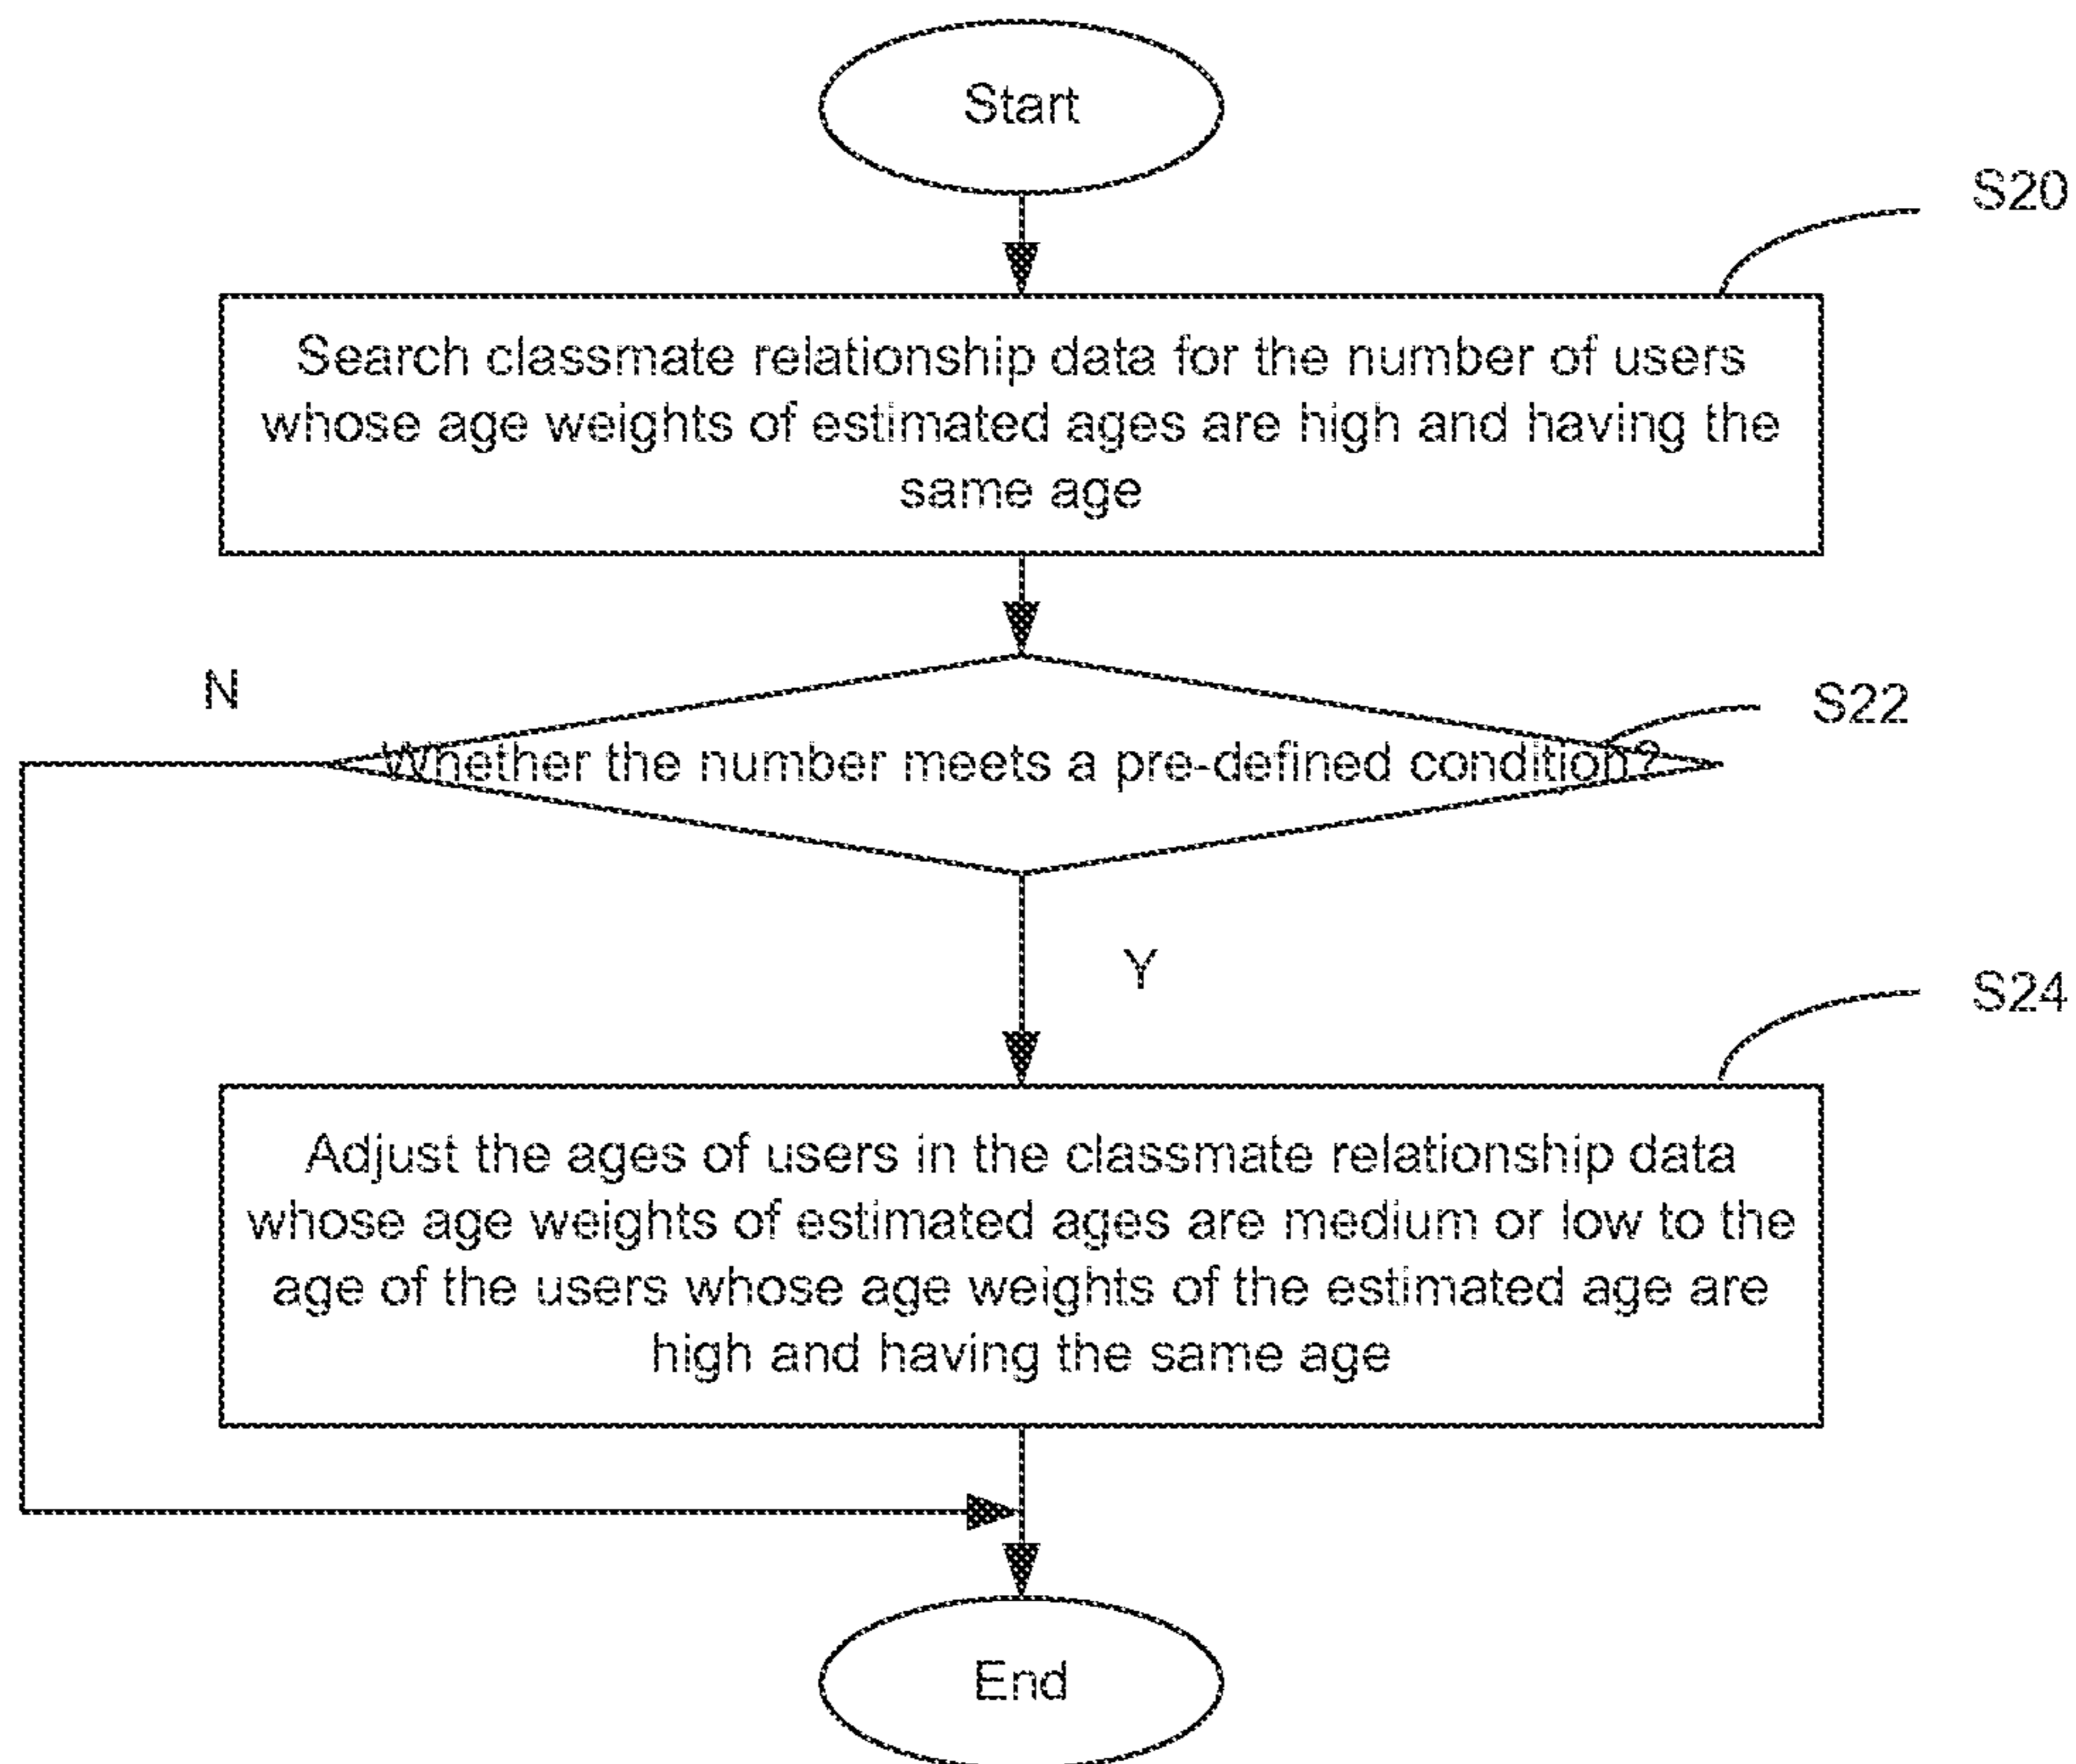 Start
S20
Search classmate relationship data for the number of users
whose age weights of estimated ages are high and having the
same age
N
S22
Whether the number meets a pre-defined condition?
Y
S24
Adjust the ages of users in the classmate relationship data
whose age weights of estimated ages are medium or low to the
age of the users whose age weights of the estimated age are
high and having the same age
End